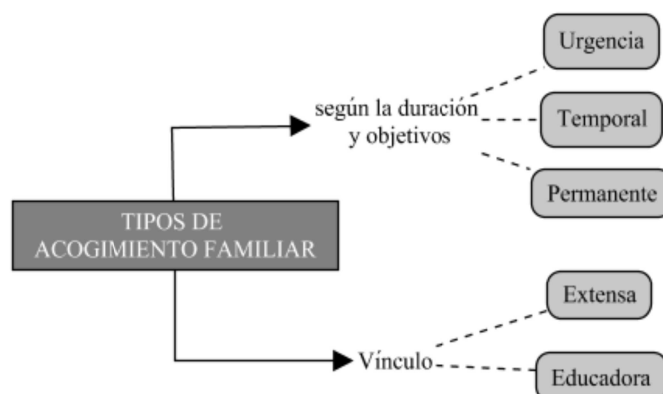 Urgencia
según la duración
y objetivos
Temporal
Permanente
TIPOS DE
ACOGIMIENTO FAMILIAR
Extensa
Vínculo
Educadora